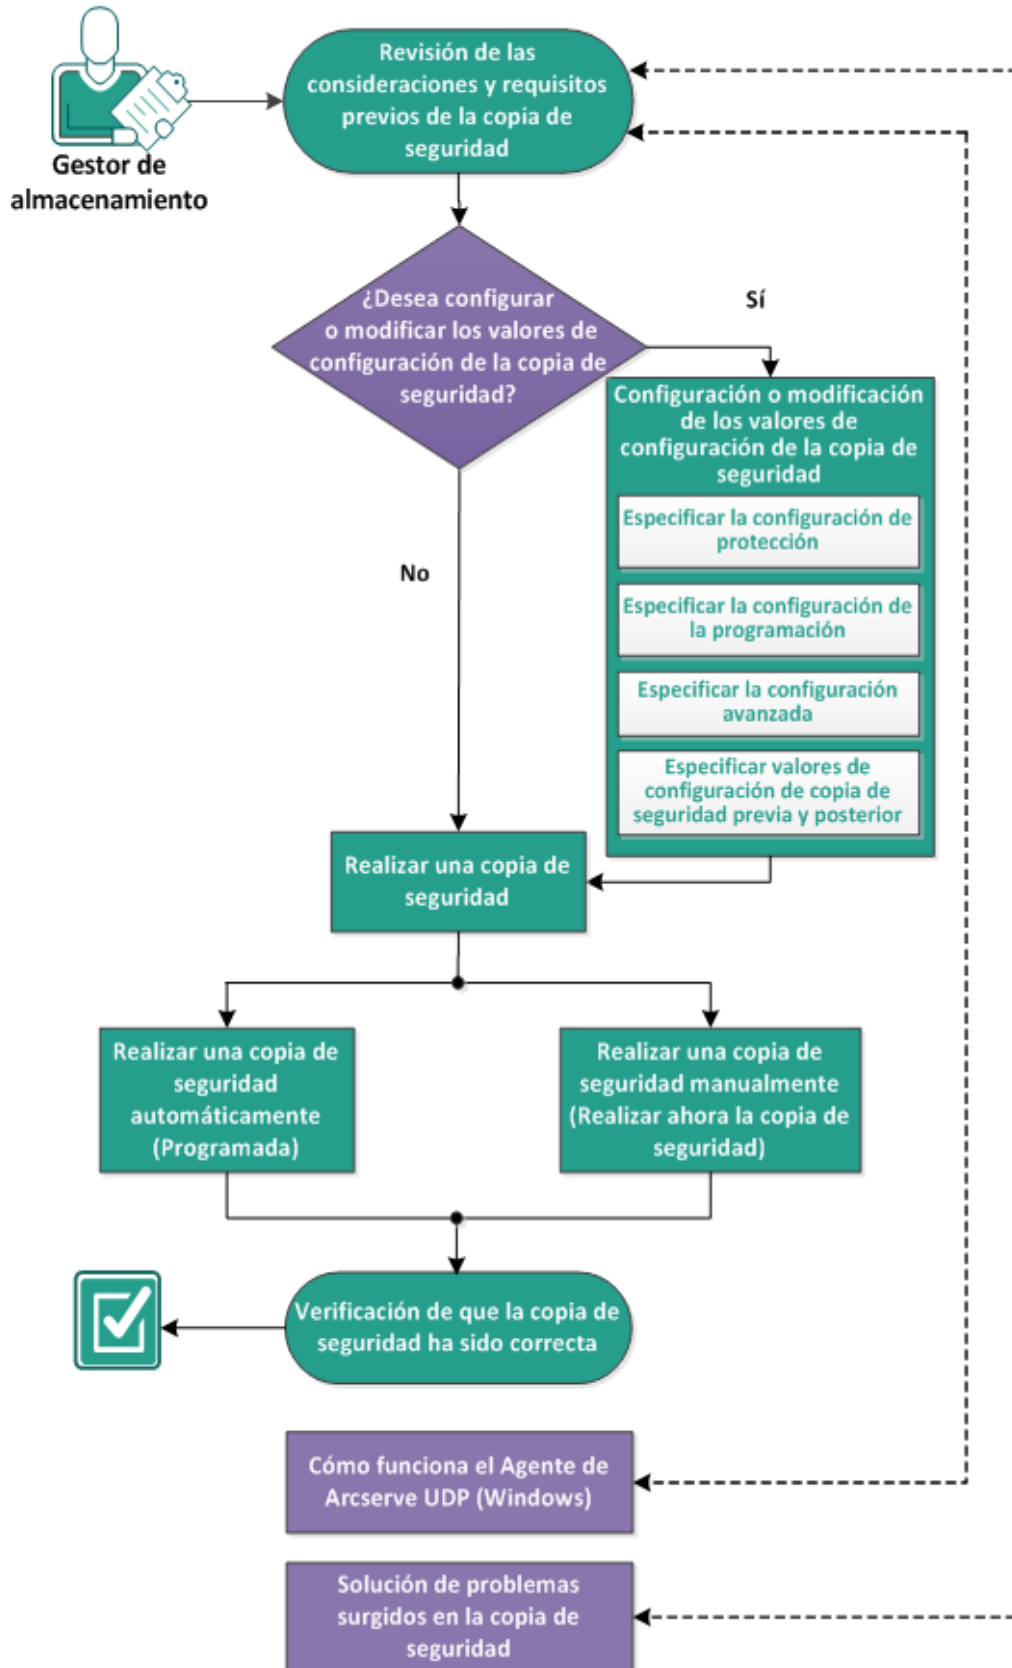 Gestor de
almacenamiento
Revisión de las
consideraciones y requisitos
previos de la copia de
seguridad
¿Desea configurar
o modificar los valores de
configuración de la copia de
seguridad?
Sí
No
Configuración o modificación
de los valores de
configuración de la copia de
seguridad
Especificar la configuración de
protección
Especificar la configuración de
la programación
Especificar la configuración
avanzada
Especificar valores de
configuración de copia de
seguridad previa y posterior
Realizar una copia de
seguridad
Realizar una copia de
seguridad
automáticamente
(Programada)
Realizar una copia de
seguridad manualmente
(Realizar ahora la copia de
seguridad)
Verificación de que la copia de
seguridad ha sido correcta
Cómo funciona el Agente de
Arcserve UDP (Windows)
Solución de problemas
surgidos en la copia de
seguridad